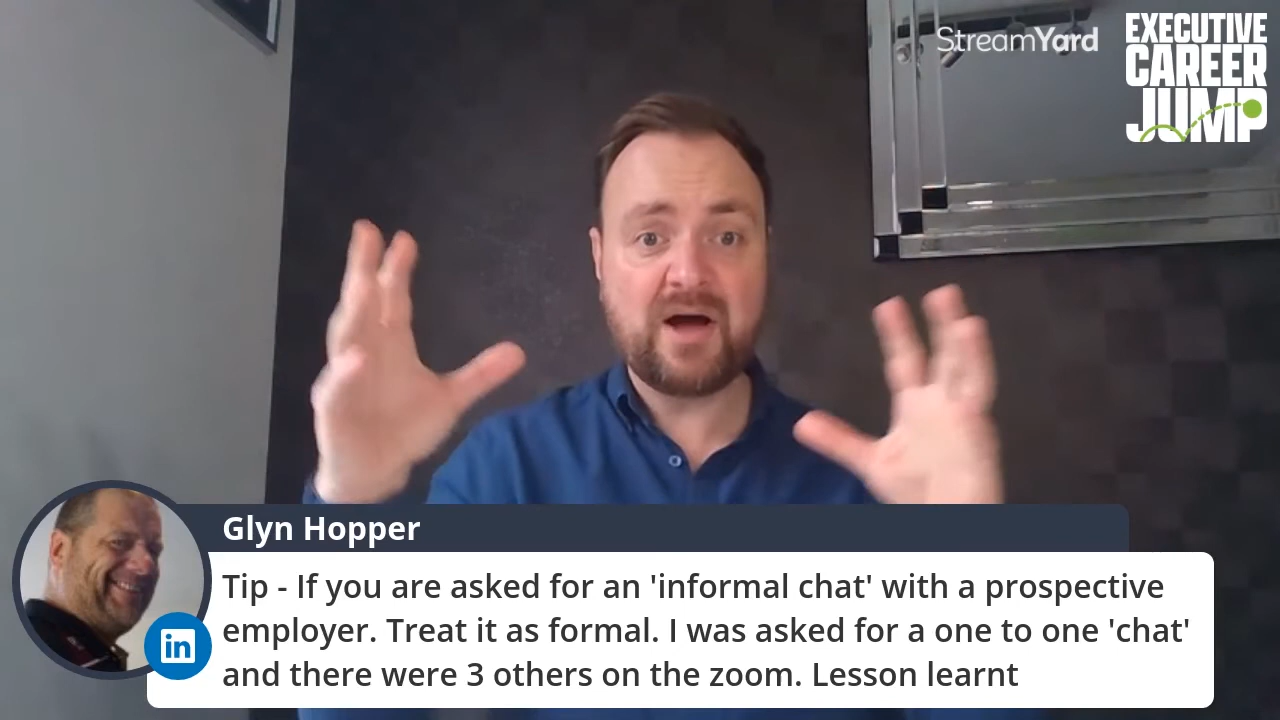 StreamYard
EXECUTIVE
CAREER
JUMP
Glyn Hopper
Tip - If you are asked for an 'informal chat' with a prospective
employer. Treat it as formal. I was asked for a one to one 'chat'
and there were 3 others on the zoom. Lesson learnt
in